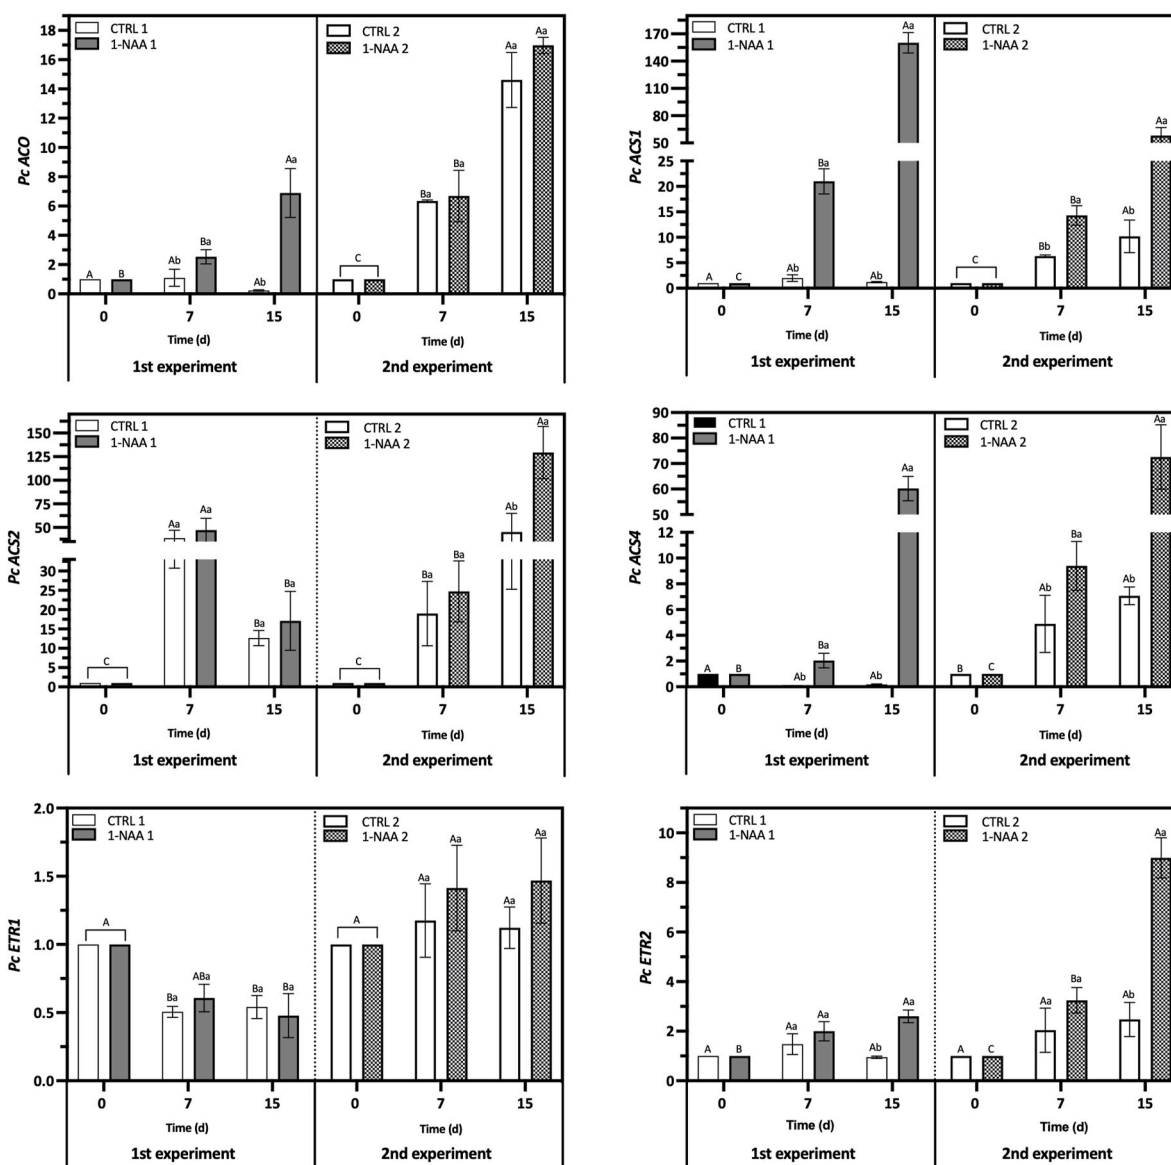 Pc ACO
18
16
14
12
10
8
6
4
2
0
CTRL 1
1-NAA 1
CTRL 2
1-NAA 2
A B Ab Ba Ab Aa
C Ba Ba Aa Aa
0 7 15 0 7 15
Time (d) Time (d)
1st experiment 2nd experiment
Pc ACS1
170
140
110
80
50
25
20
15
10
5
0
CTRL 1
1-NAA 1
CTRL 2
1-NAA 2
A C Ab Ba Ab Aa
C Bb Ba Ab Aa
0 7 15 0 7 15
Time (d) Time (d)
1st experiment 2nd experiment
Pc ACS2
150
125
100
75
50
30
25
20
15
10
5
0
CTRL 1
1-NAA 1
CTRL 2
1-NAA 2
C Aa Aa Ba Ba
C Ba Ba Ab Aa
0 7 15 0 7 15
Time (d) Time (d)
1st experiment 2nd experiment
Pc ACS4
90
80
70
60
50
12
10
8
6
4
2
0
CTRL 1
1-NAA 1
CTRL 2
1-NAA 2
A B Ab Ba Ab Aa
B C Ab Ba Ab Aa
0 7 15 0 7 15
Time (d) Time (d)
1st experiment 2nd experiment
Pc ETR1
2.0
1.5
1.0
0.5
0.0
CTRL 1
1-NAA 1
CTRL 2
1-NAA 2
A Ba ABa Ba Ba
A Aa Aa Aa Aa
0 7 15 0 7 15
Time (d) Time (d)
1st experiment 2nd experiment
Pc ETR2
10
8
6
4
2
0
CTRL 1
1-NAA 1
CTRL 2
1-NAA 2
A B Aa Aa Ab Aa
A C Aa Ba Ab Aa
0 7 15 0 7 15
Time (d) Time (d)
1st experiment 2nd experiment